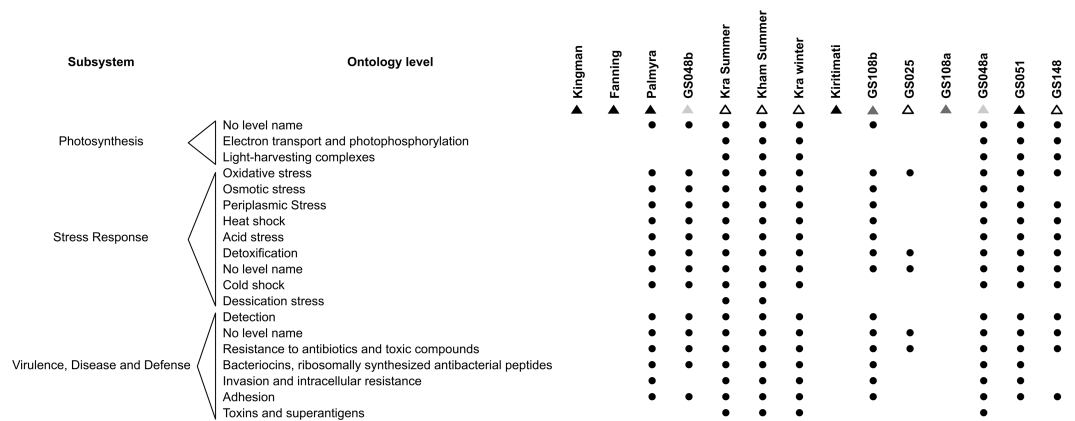 Subsystem
Ontology level
Kingman
Fanning
Palmyra
GS048b
Kra Summer
Kham Summer
Kra winter
Kiritimati
GS108b
GS025
GS108a
GS048a
GS051
GS148
Photosynthesis
No level name
Electron transport and photophosphorylation
Light-harvesting complexes
Stress Response
Oxidative stress
Osmotic stress
Periplasmic Stress
Heat shock
Acid stress
Detoxification
No level name
Cold shock
Dessication stress
Virulence, Disease and Defense
Detection
No level name
Resistance to antibiotics and toxic compounds
Bacteriocins, ribosomally synthesized antibacterial peptides
Invasion and intracellular resistance
Adhesion
Toxins and superantigens